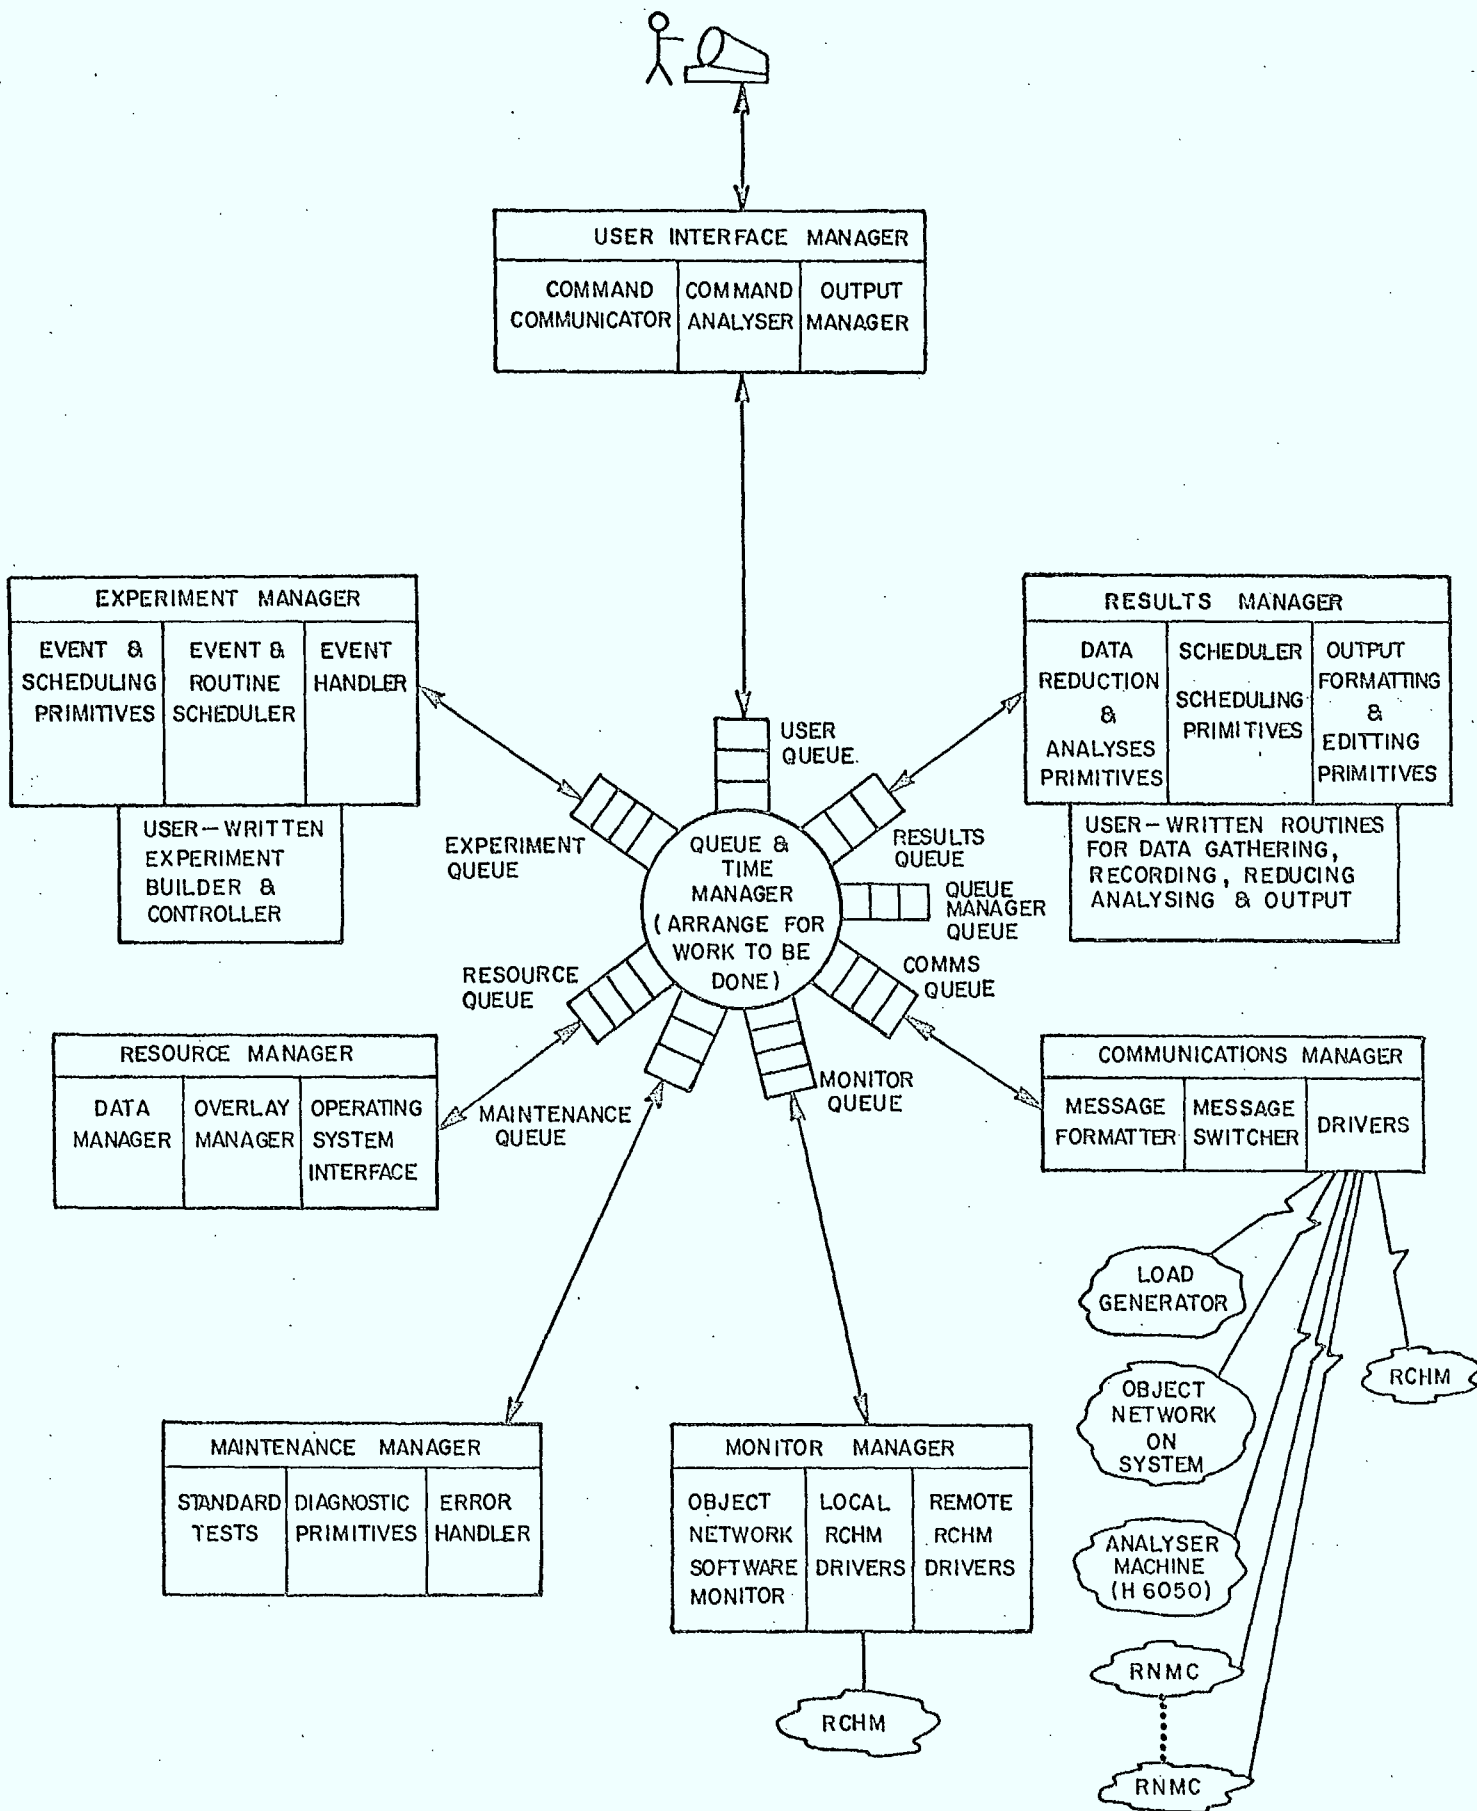 USER INTERFACE MANAGER
COMMAND
COMMUNICATOR
COMMAND
ANALYSER
OUTPUT
MANAGER
EXPERIMENT MANAGER
EVENT &
SCHEDULING
PRIMITIVES
EVENT &
ROUTINE
SCHEDULER
EVENT
HANDLER
USER-WRITTEN
EXPERIMENT
BUILDER &
CONTROLLER
RESULTS MANAGER
DATA
REDUCTION
&
ANALYSES
PRIMITIVES
SCHEDULER
SCHEDULING
PRIMITIVES
OUTPUT
FORMATTING
&
EDITTING
PRIMITIVES
USER-WRITTEN ROUTINES
FOR DATA GATHERING,
RECORDING, REDUCING
ANALYSING & OUTPUT
USER
QUEUE.
EXPERIMENT
QUEUE
RESULTS
QUEUE
QUEUE &
TIME
MANAGER
(ARRANGE FOR
WORK TO BE
DONE)
QUEUE
MANAGER
QUEUE
RESOURCE
QUEUE
COMMS
QUEUE
MAINTENANCE
QUEUE
MONITOR
QUEUE
RESOURCE MANAGER
DATA
MANAGER
OVERLAY
MANAGER
OPERATING
SYSTEM
INTERFACE
COMMUNICATIONS MANAGER
MESSAGE
FORMATTER
MESSAGE
SWITCHER
DRIVERS
LOAD
GENERATOR
RCHM
OBJECT
NETWORK
ON
SYSTEM
ANALYSER
MACHINE
(H 6050)
RNMC
RNMC
MAINTENANCE MANAGER
STANDARD
TESTS
DIAGNOSTIC
PRIMITIVES
ERROR
HANDLER
MONITOR MANAGER
OBJECT
NETWORK
SOFTWARE
MONITOR
LOCAL
RCHM
DRIVERS
REMOTE
RCHM
DRIVERS
RCHM